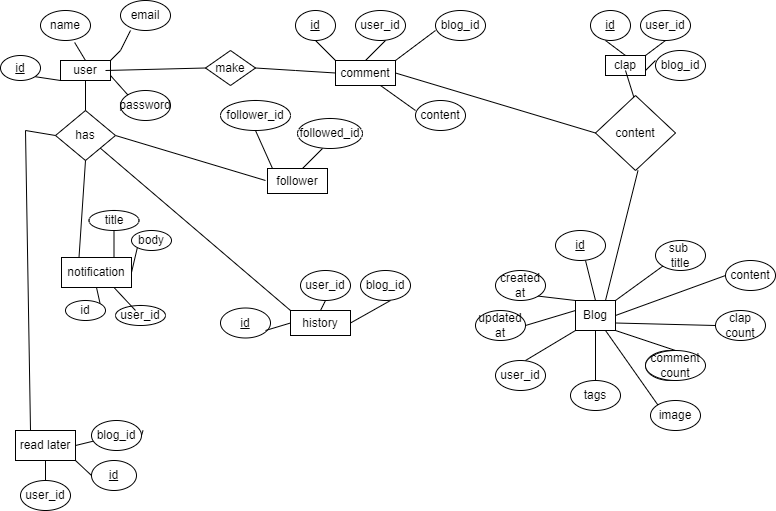 name
email
id
user_id
blog_id
id
user_id
id
user
make
comment
clap
blog_id
password
follower_id
followed_id
content
has
content
follower
title
body
notification
id
user_id
user_id
blog_id
id
history
id
sub
title
created
at
content
updated
at
Blog
clap
count
user_id
comment
count
tags
image
read later
blog_id
id
user_id